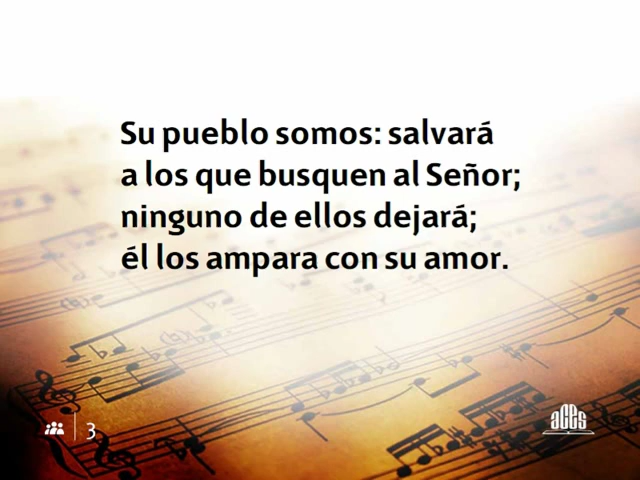 Su pueblo somos: salvará
a los que busquen al Señor;
ninguno de ellos dejará;
él los ampara con su amor.
3
aces